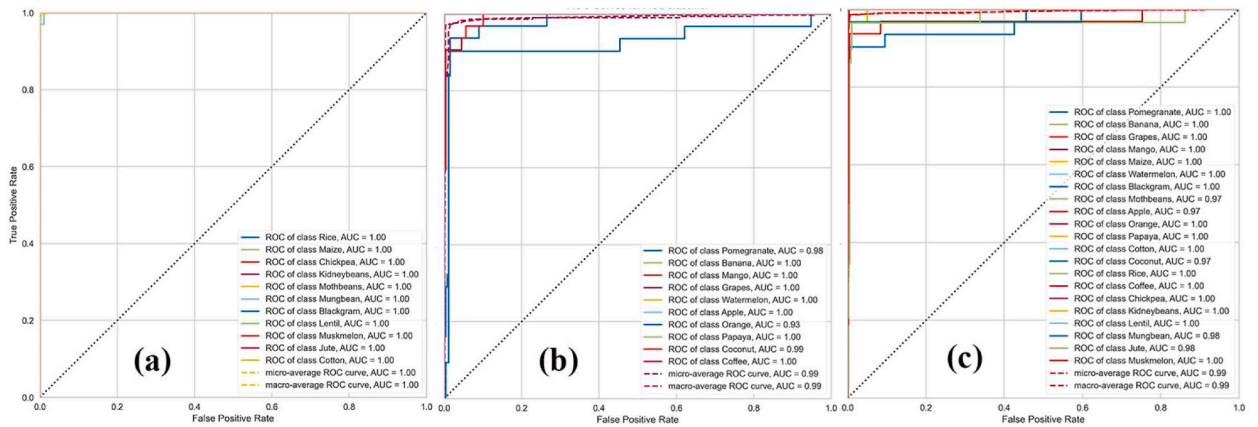 True Positive Rate
1.0
0.8
0.6
0.4
0.2
0.0
0.0 0.2 0.4 0.6 0.8 1.0
False Positive Rate
(a)
ROC of class Rice, AUC = 1.00
ROC of class Maize, AUC = 1.00
ROC of class Chickpea, AUC = 1.00
ROC of class Kidneybeans, AUC = 1.00
ROC of class Mothbeans, AUC = 1.00
ROC of class Mungbean, AUC = 1.00
ROC of class Blackgram, AUC = 1.00
ROC of class Lentil, AUC = 1.00
ROC of class Muskmelon, AUC = 1.00
ROC of class Jute, AUC = 1.00
ROC of class Cotton, AUC = 1.00
micro-average ROC curve, AUC = 1.00
macro-average ROC curve, AUC = 1.00
0.0 0.2 0.4 0.6 0.8 1.0
False Positive Rate
(b)
ROC of class Pomegranate, AUC = 0.98
ROC of class Banana, AUC = 1.00
ROC of class Mango, AUC = 1.00
ROC of class Grapes, AUC = 1.00
ROC of class Watermelon, AUC = 1.00
ROC of class Apple, AUC = 1.00
ROC of class Orange, AUC = 0.93
ROC of class Papaya, AUC = 1.00
ROC of class Coconut, AUC = 0.99
ROC of class Coffee, AUC = 1.00
micro-average ROC curve, AUC = 0.99
macro-average ROC curve, AUC = 0.99
0.0 0.2 0.4 0.6 0.8 1.0
False Positive Rate
(c)
ROC of class Pomegranate, AUC = 1.00
ROC of class Banana, AUC = 1.00
ROC of class Grapes, AUC = 1.00
ROC of class Mango, AUC = 1.00
ROC of class Maize, AUC = 1.00
ROC of class Watermelon, AUC = 1.00
ROC of class Blackgram, AUC = 1.00
ROC of class Mothbeans, AUC = 0.97
ROC of class Apple, AUC = 0.97
ROC of class Orange, AUC = 1.00
ROC of class Papaya, AUC = 1.00
ROC of class Cotton, AUC = 1.00
ROC of class Coconut, AUC = 0.97
ROC of class Rice, AUC = 1.00
ROC of class Coffee, AUC = 1.00
ROC of class Chickpea, AUC = 1.00
ROC of class Kidneybeans, AUC = 1.00
ROC of class Lentil, AUC = 1.00
ROC of class Mungbean, AUC = 0.98
ROC of class Jute, AUC = 0.98
ROC of class Muskmelon, AUC = 1.00
micro-average ROC curve, AUC = 0.99
macro-average ROC curve, AUC = 0.99